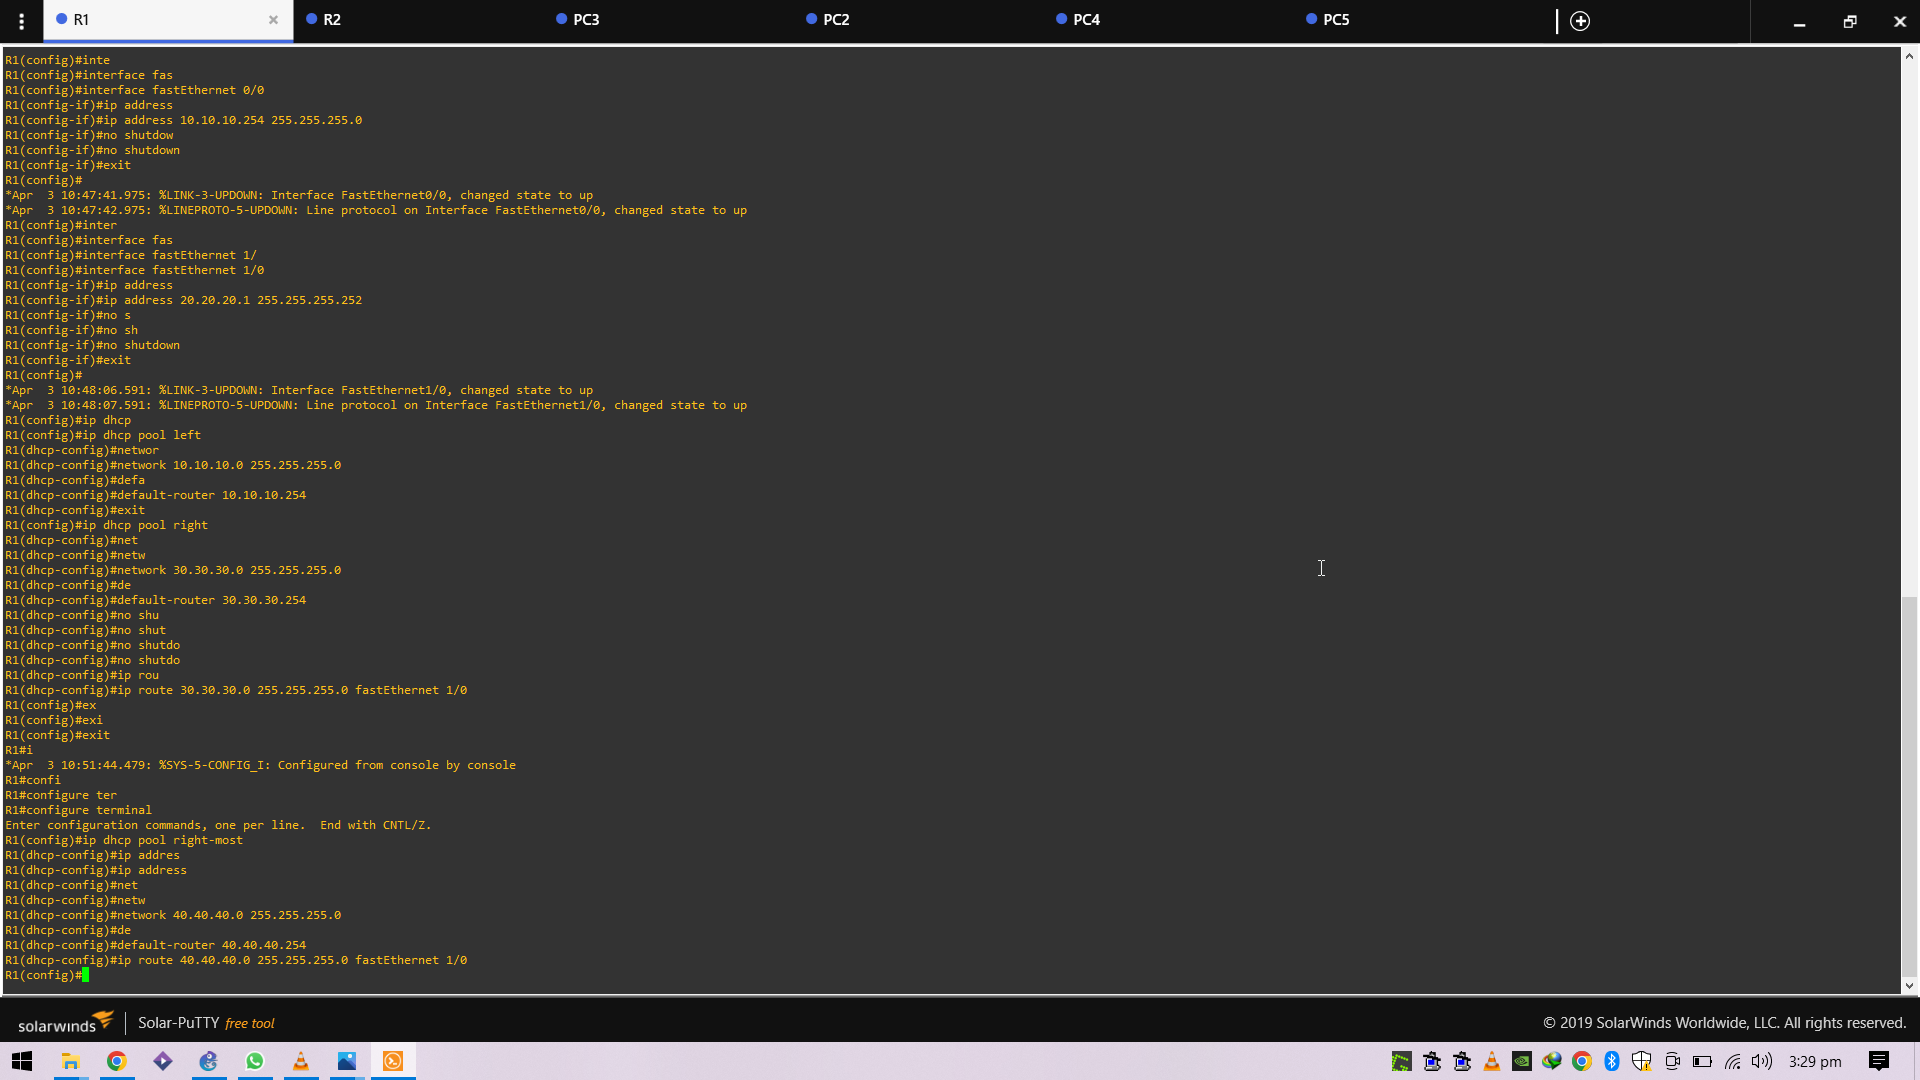 R1
R2
PC3
PC2
PC4
PC5
R1(config)#inte
R1(config)#interface fas
R1(config)#interface fastEthernet 0/0
R1(config-if)#ip address
R1(config-if)#ip address 10.10.10.254 255.255.255.0
R1(config-if)#no shutdow
R1(config-if)#no shutdown
R1(config-if)#exit
R1(config)#
*Apr  3 10:47:41.975: %LINK-3-UPDOWN: Interface FastEthernet0/0, changed state to up
*Apr  3 10:47:42.975: %LINEPROTO-5-UPDOWN: Line protocol on Interface FastEthernet0/0, changed state to up
R1(config)#inter
R1(config)#interface fas
R1(config)#interface fastEthernet 1/
R1(config)#interface fastEthernet 1/0
R1(config-if)#ip address
R1(config-if)#ip address 20.20.20.1 255.255.255.252
R1(config-if)#no s
R1(config-if)#no sh
R1(config-if)#no shutdown
R1(config-if)#exit
R1(config)#
*Apr  3 10:48:06.591: %LINK-3-UPDOWN: Interface FastEthernet1/0, changed state to up
*Apr  3 10:48:07.591: %LINEPROTO-5-UPDOWN: Line protocol on Interface FastEthernet1/0, changed state to up
R1(config)#ip dhcp
R1(config)#ip dhcp pool left
R1(dhcp-config)#networ
R1(dhcp-config)#network 10.10.10.0 255.255.255.0
R1(dhcp-config)#defa
R1(dhcp-config)#default-router 10.10.10.254
R1(dhcp-config)#exit
R1(config)#ip dhcp pool right
R1(dhcp-config)#net
R1(dhcp-config)#netw
R1(dhcp-config)#network 30.30.30.0 255.255.255.0
R1(dhcp-config)#de
R1(dhcp-config)#default-router 30.30.30.254
R1(dhcp-config)#no shu
R1(dhcp-config)#no shut
R1(dhcp-config)#no shutdo
R1(dhcp-config)#no shutdo
R1(dhcp-config)#ip rou
R1(dhcp-config)#ip route 30.30.30.0 255.255.255.0 fastEthernet 1/0
R1(config)#ex
R1(config)#exi
R1(config)#exit
R1#i
*Apr  3 10:51:44.479: %SYS-5-CONFIG_I: Configured from console by console
R1#confi
R1#configure ter
R1#configure terminal
Enter configuration commands, one per line.  End with CNTL/Z.
R1(config)#ip dhcp pool right-most
R1(dhcp-config)#ip addres
R1(dhcp-config)#ip address
R1(dhcp-config)#net
R1(dhcp-config)#netw
R1(dhcp-config)#network 40.40.40.0 255.255.255.0
R1(dhcp-config)#de
R1(dhcp-config)#default-router 40.40.40.254
R1(dhcp-config)#ip route 40.40.40.0 255.255.255.0 fastEthernet 1/0
R1(config)#
solarwinds Solar-PuTTY free tool
© 2019 SolarWinds Worldwide, LLC. All rights reserved.
3:29 pm